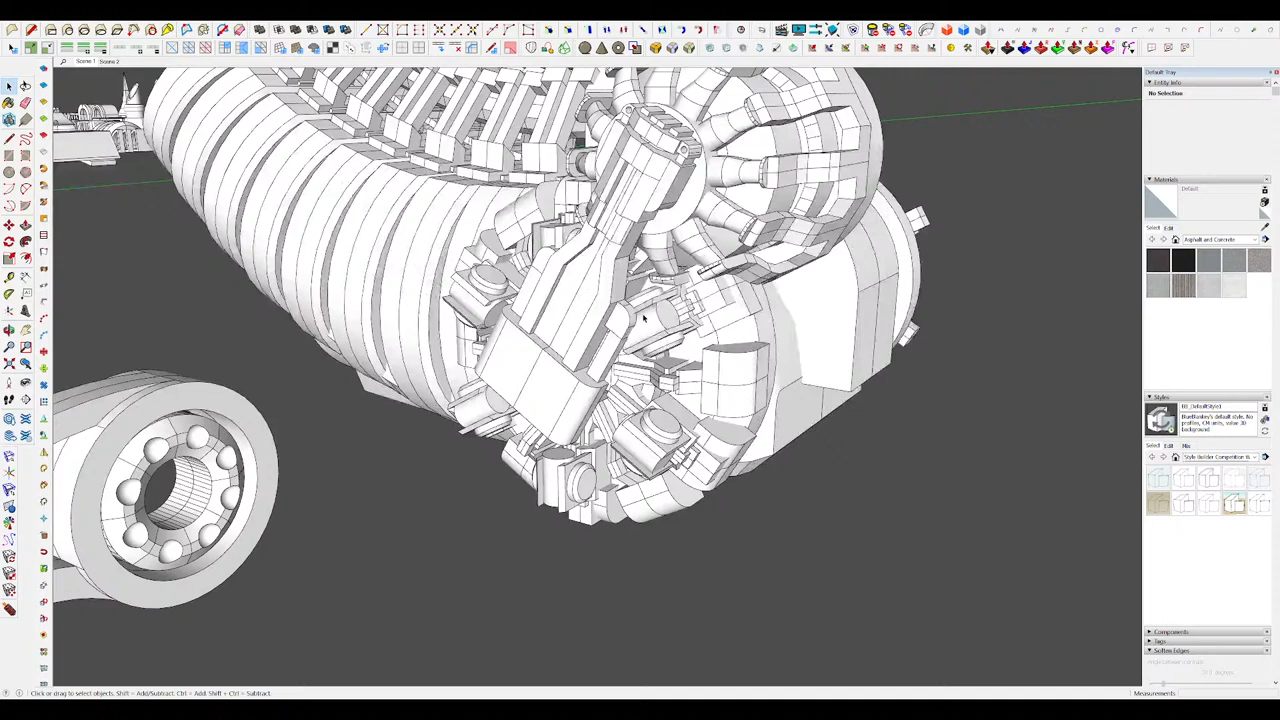 Scene 1 Scene 2
Default Tray
Entity Info
No Selection
Materials
Default
Select Edit
Asphalt and Concrete
Styles
BB_DefaultStyle1
default style. No
profiles, CM units, value 30
background
Select Edit Mix
Style Builder Competition
Components
Tags
Soften Edges
Click or drag to select objects. Shift = Add/Subtract. Ctrl = Add. Shift + Ctrl = Subtract.
Measurements